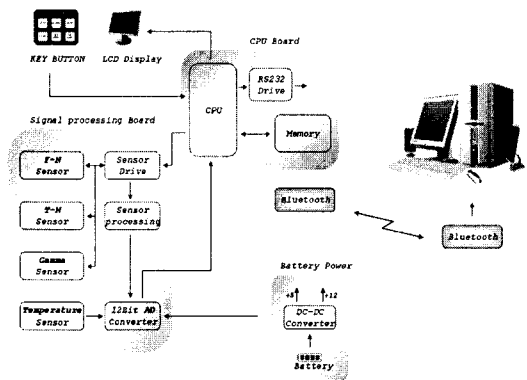 KEY BUTTON
LCD Display
CPU Board
CPU
RS232
Drive
Memory
Signal processing Board
F-N
Sensor
Sensor
Drive
T-N
Sensor
Sensor
processing
Gamma
Sensor
Temperature
Sensor
12Bit AD
Converter
Bluetooth
Bluetooth
Battery Power
+5
+12
DC-DC
Converter
Battery